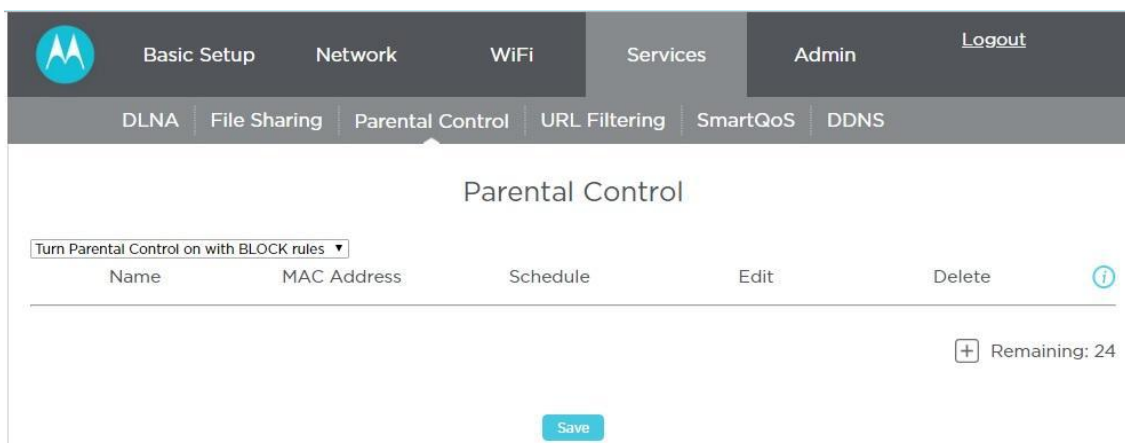 Basic Setup Network WiFi Services Admin Logout
DLNA File Sharing Parental Control URL Filtering SmartQoS DDNS
Parental Control
Turn Parental Control on with BLOCK rules
Name MAC Address Schedule Edit Delete i
+ Remaining: 24
Save